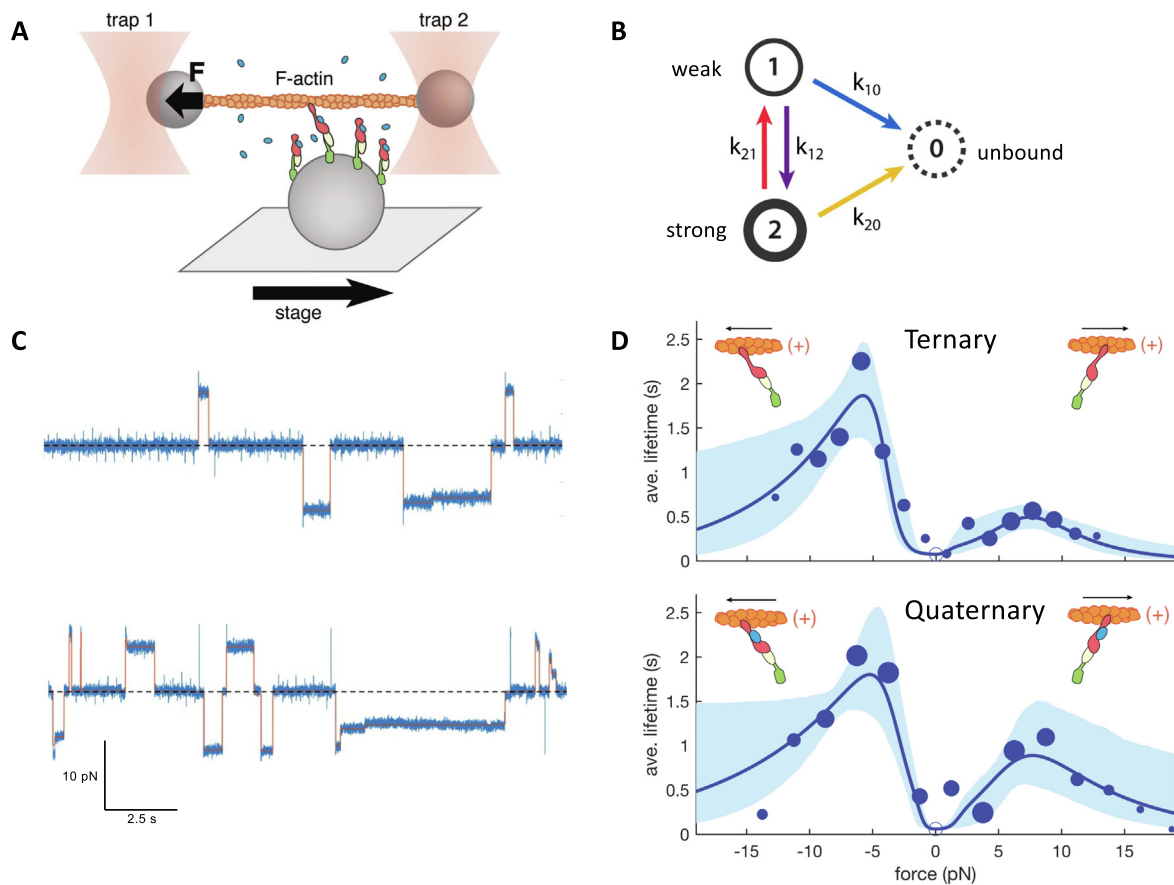 A
trap 1
trap 2
F
F-actin
stage
B
weak
1
k10
k21
k12
0
unbound
strong
2
k20
C
10 pN
2.5 s
D
Ternary
(+)
(+)
ave. lifetime (s)
2.5
2
1.5
1
0.5
0
Quaternary
(+)
(+)
ave. lifetime (s)
2.5
2
1.5
1
0.5
0
-15
-10
-5
0
5
10
15
force (pN)